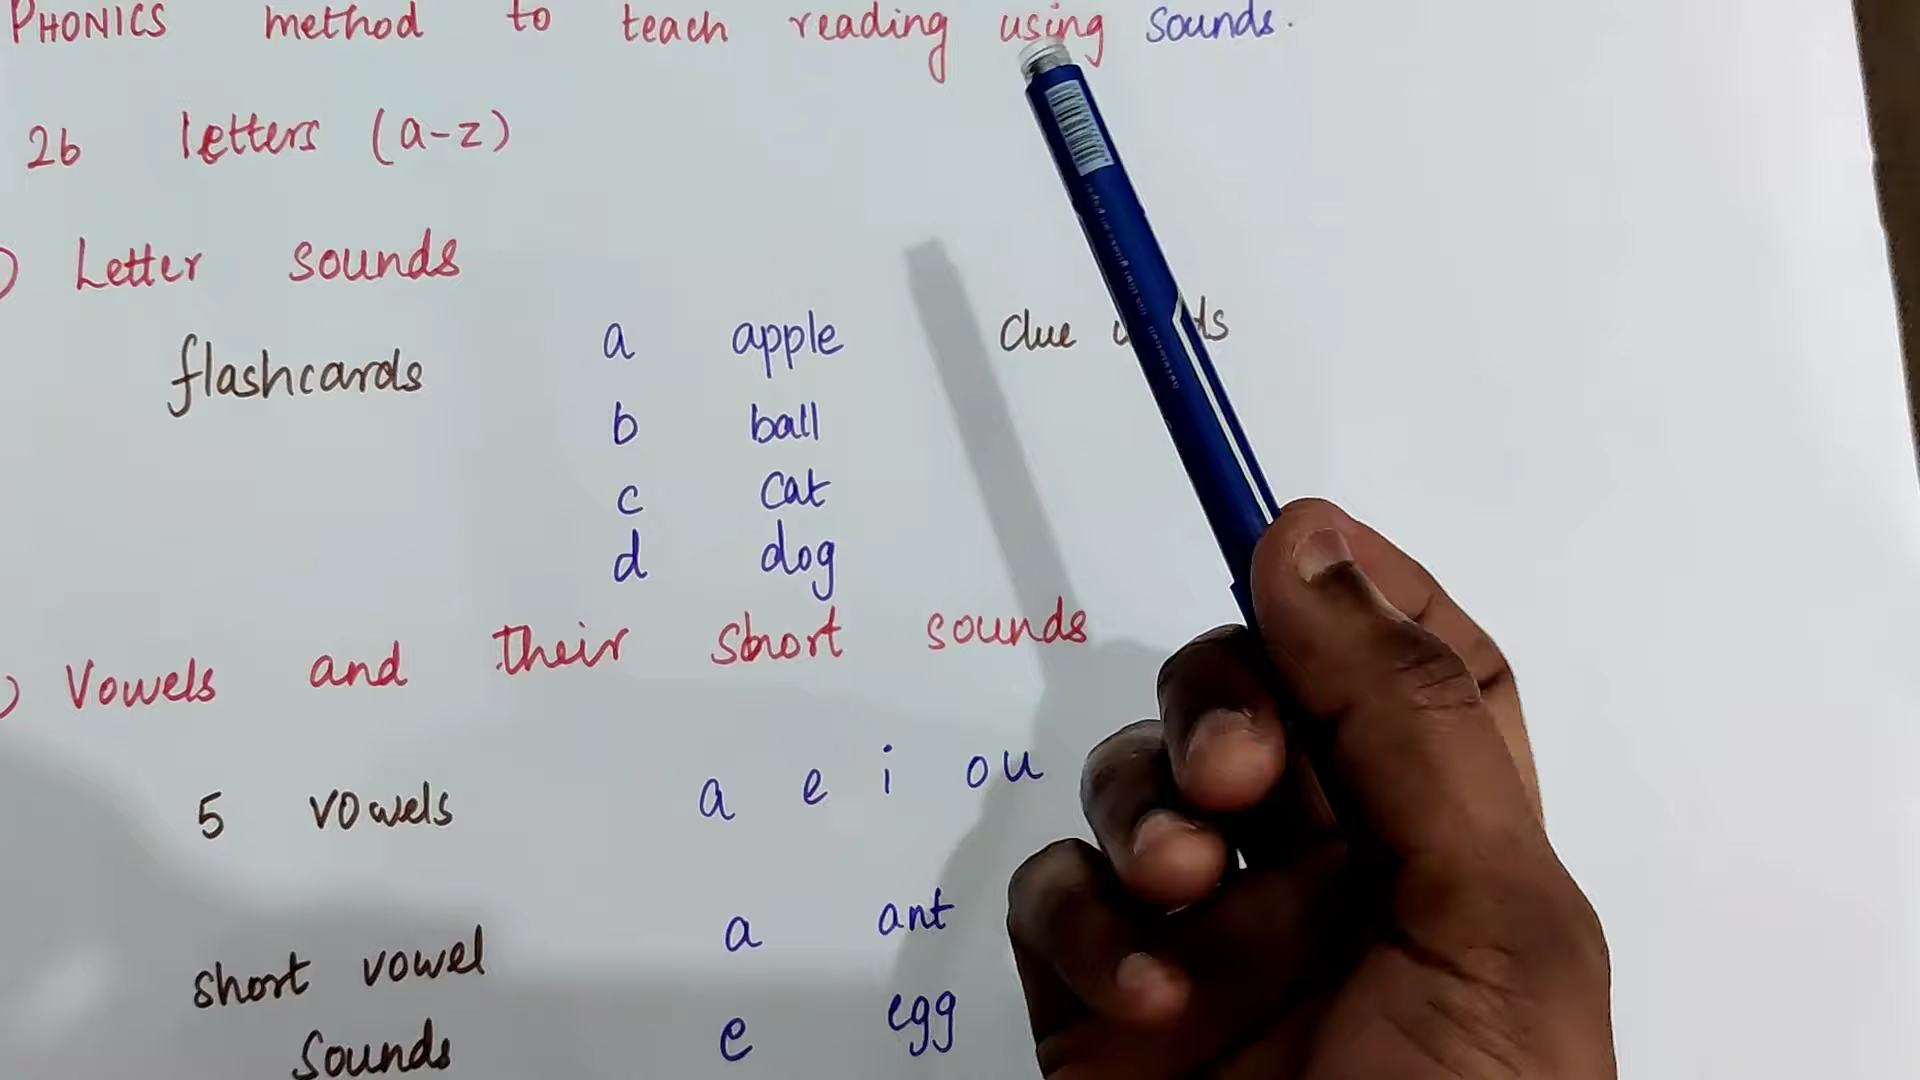 PHONICS method to teach reading using sounds.
26 letters (a-z)
) Letter sounds
flashcards
a apple clue
b ball
c cat
d dog
) Vowels and their short sounds
5 vowels a e i o u
short vowel a ant
sounds e egg